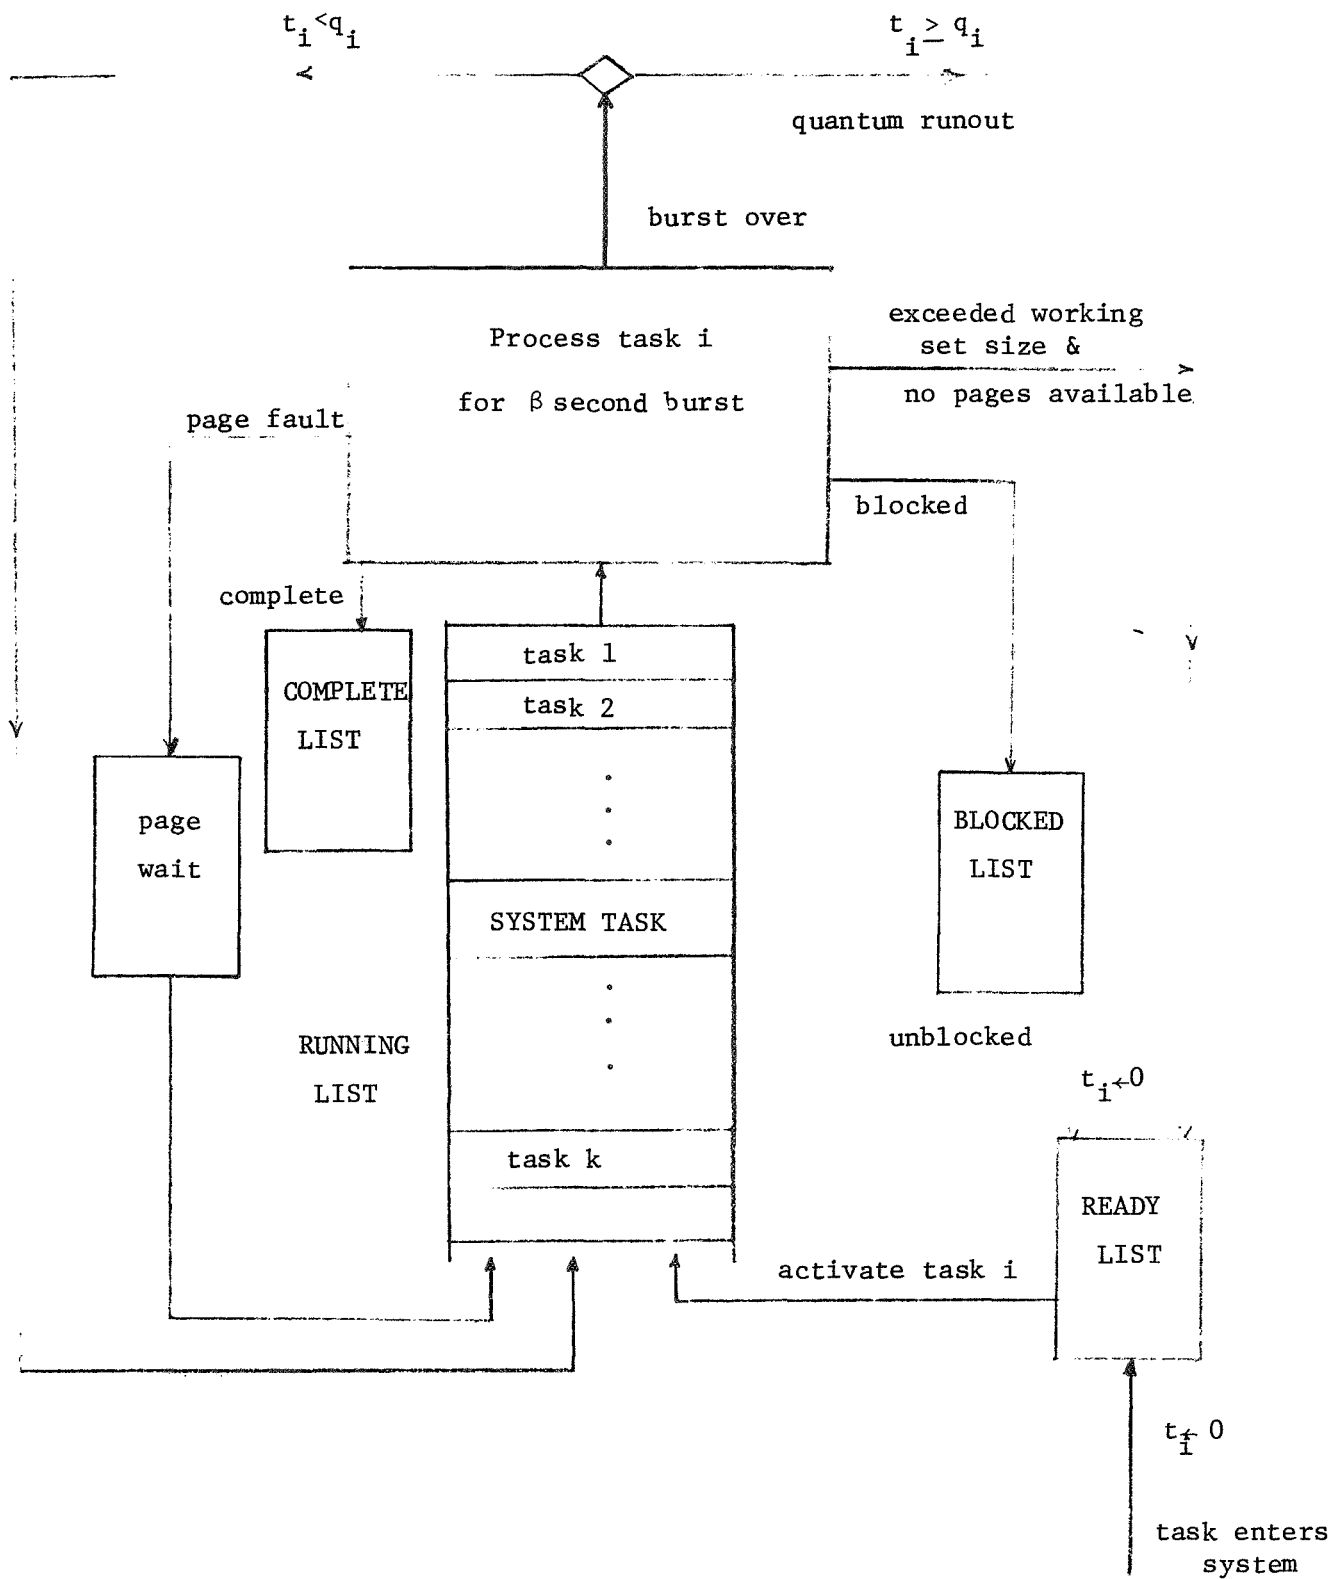 t_i<q_i
t_i ≥ q_i
quantum runout
burst over
exceeded working
set size &
no pages available
Process task i
for β second burst
page fault
blocked
complete
task 1
task 2
COMPLETE
LIST
page
wait
BLOCKED
LIST
SYSTEM TASK
unblocked
RUNNING
LIST
t_i←0
task k
READY
LIST
activate task i
t_i← 0
task enters
system